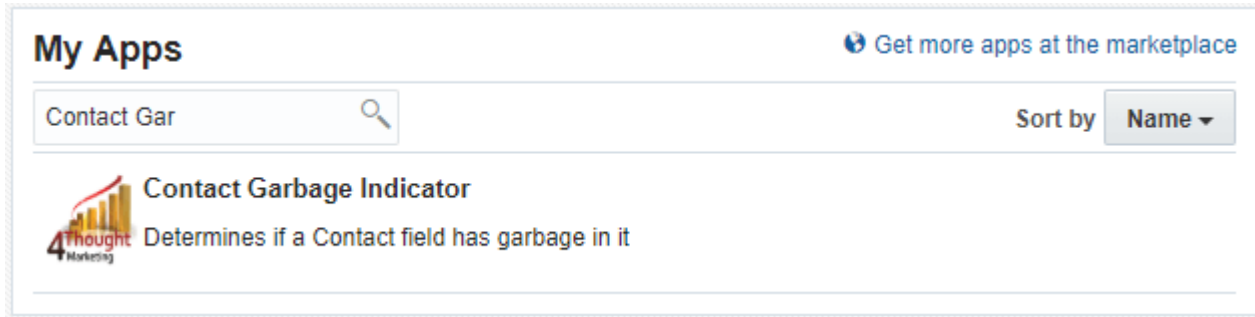 My Apps
Get more apps at the marketplace
Contact Gar
Sort by Name
Contact Garbage Indicator
4Thought
Marketing
Determines if a Contact field has garbage in it